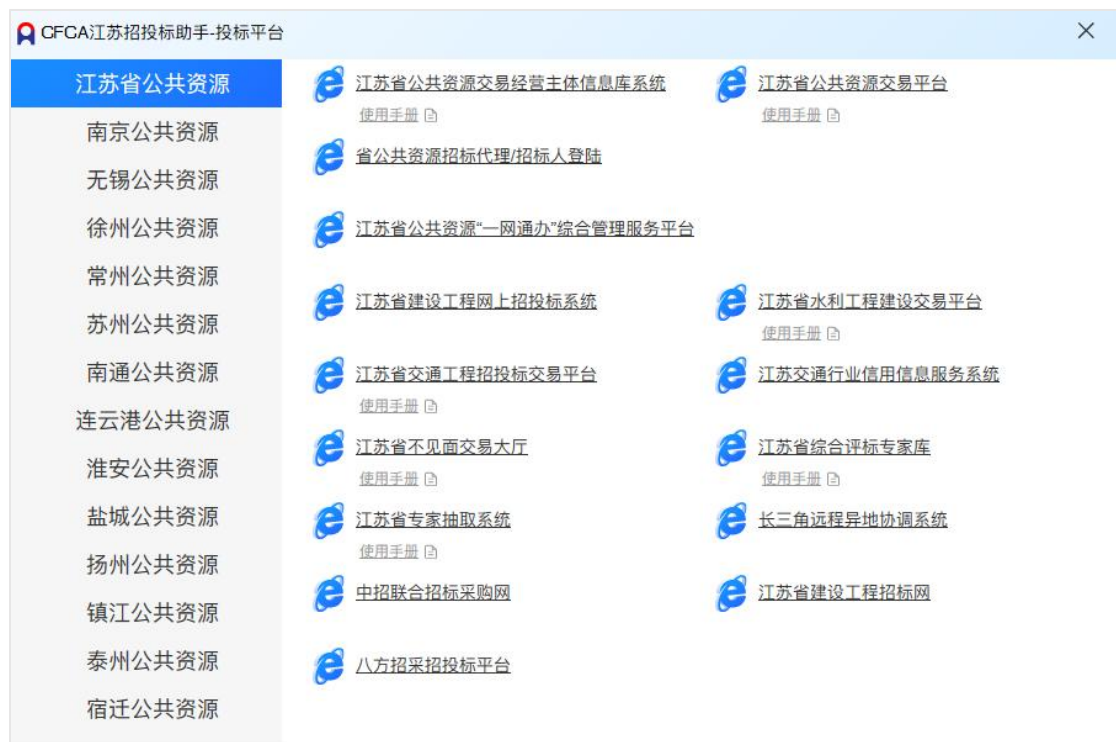 CFCA江苏招投标助手-投标平台
江苏省公共资源
南京公共资源
无锡公共资源
徐州公共资源
常州公共资源
苏州公共资源
南通公共资源
连云港公共资源
淮安公共资源
盐城公共资源
扬州公共资源
镇江公共资源
泰州公共资源
宿迁公共资源
江苏省公共资源交易经营主体信息库系统
使用手册
江苏省公共资源交易平台
使用手册
省公共资源招标代理/招标人登陆
江苏省公共资源“一网通办”综合管理服务平台
江苏省建设工程网上招投标系统
江苏省水利工程建设交易平台
使用手册
江苏省交通工程招投标交易平台
使用手册
江苏交通行业信用信息服务系统
江苏省不见面交易大厅
使用手册
江苏省综合评标专家库
使用手册
江苏省专家抽取系统
使用手册
长三角远程异地协调系统
中招联合招标采购网
江苏省建设工程招标网
八方招采招投标平台